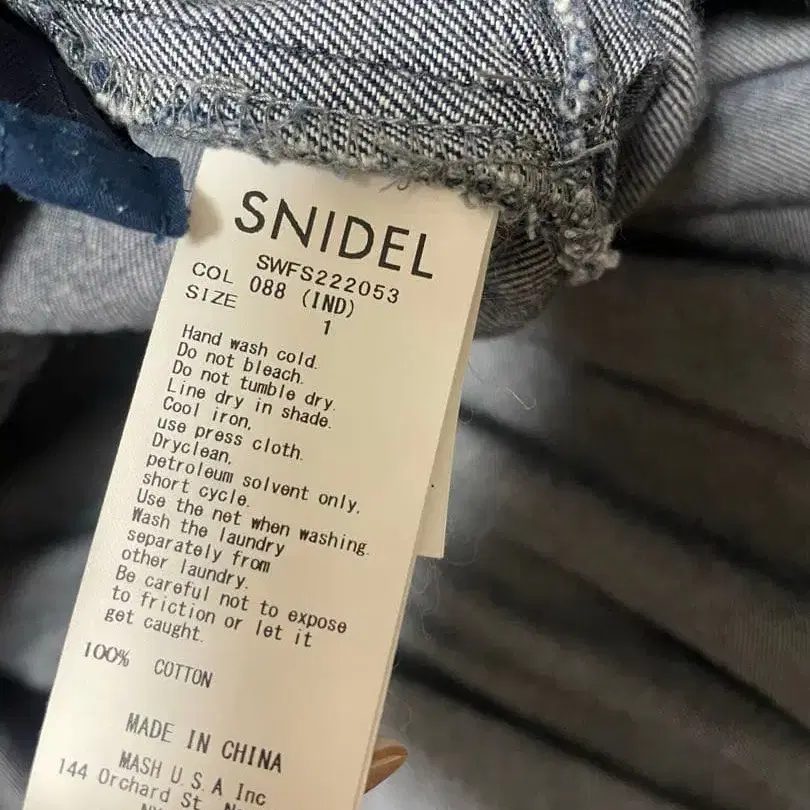 SNIDEL
SWFS222053
COL 088 (IND)
SIZE 1
Hand wash cold.
Do not bleach.
Do not tumble dry.
Line dry in shade.
Cool iron,
use press cloth.
Dryclean,
petroleum solvent only,
short cycle.
Use the net when washing.
Wash the laundry
separately from
other laundry.
Be careful not to expose
to friction or let it
get caught.
100% COTTON
MADE IN CHINA
MASH U.S.A Inc
144 Orchard St.